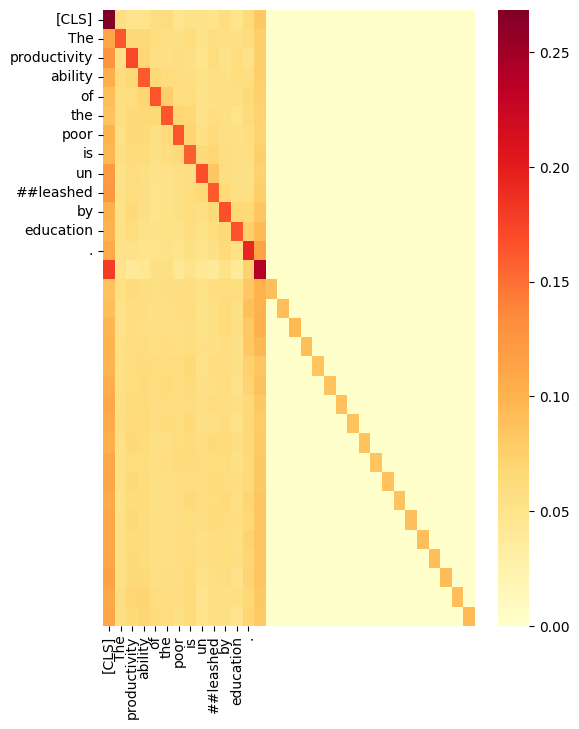 [CLS]
The
productivity
ability
of
the
poor
is
un
##leashed
by
education
.
0.25
0.20
0.15
0.10
0.05
0.00
[CLS]
The
productivity
ability
of
the
poor
is
un
##leashed
by
education
.